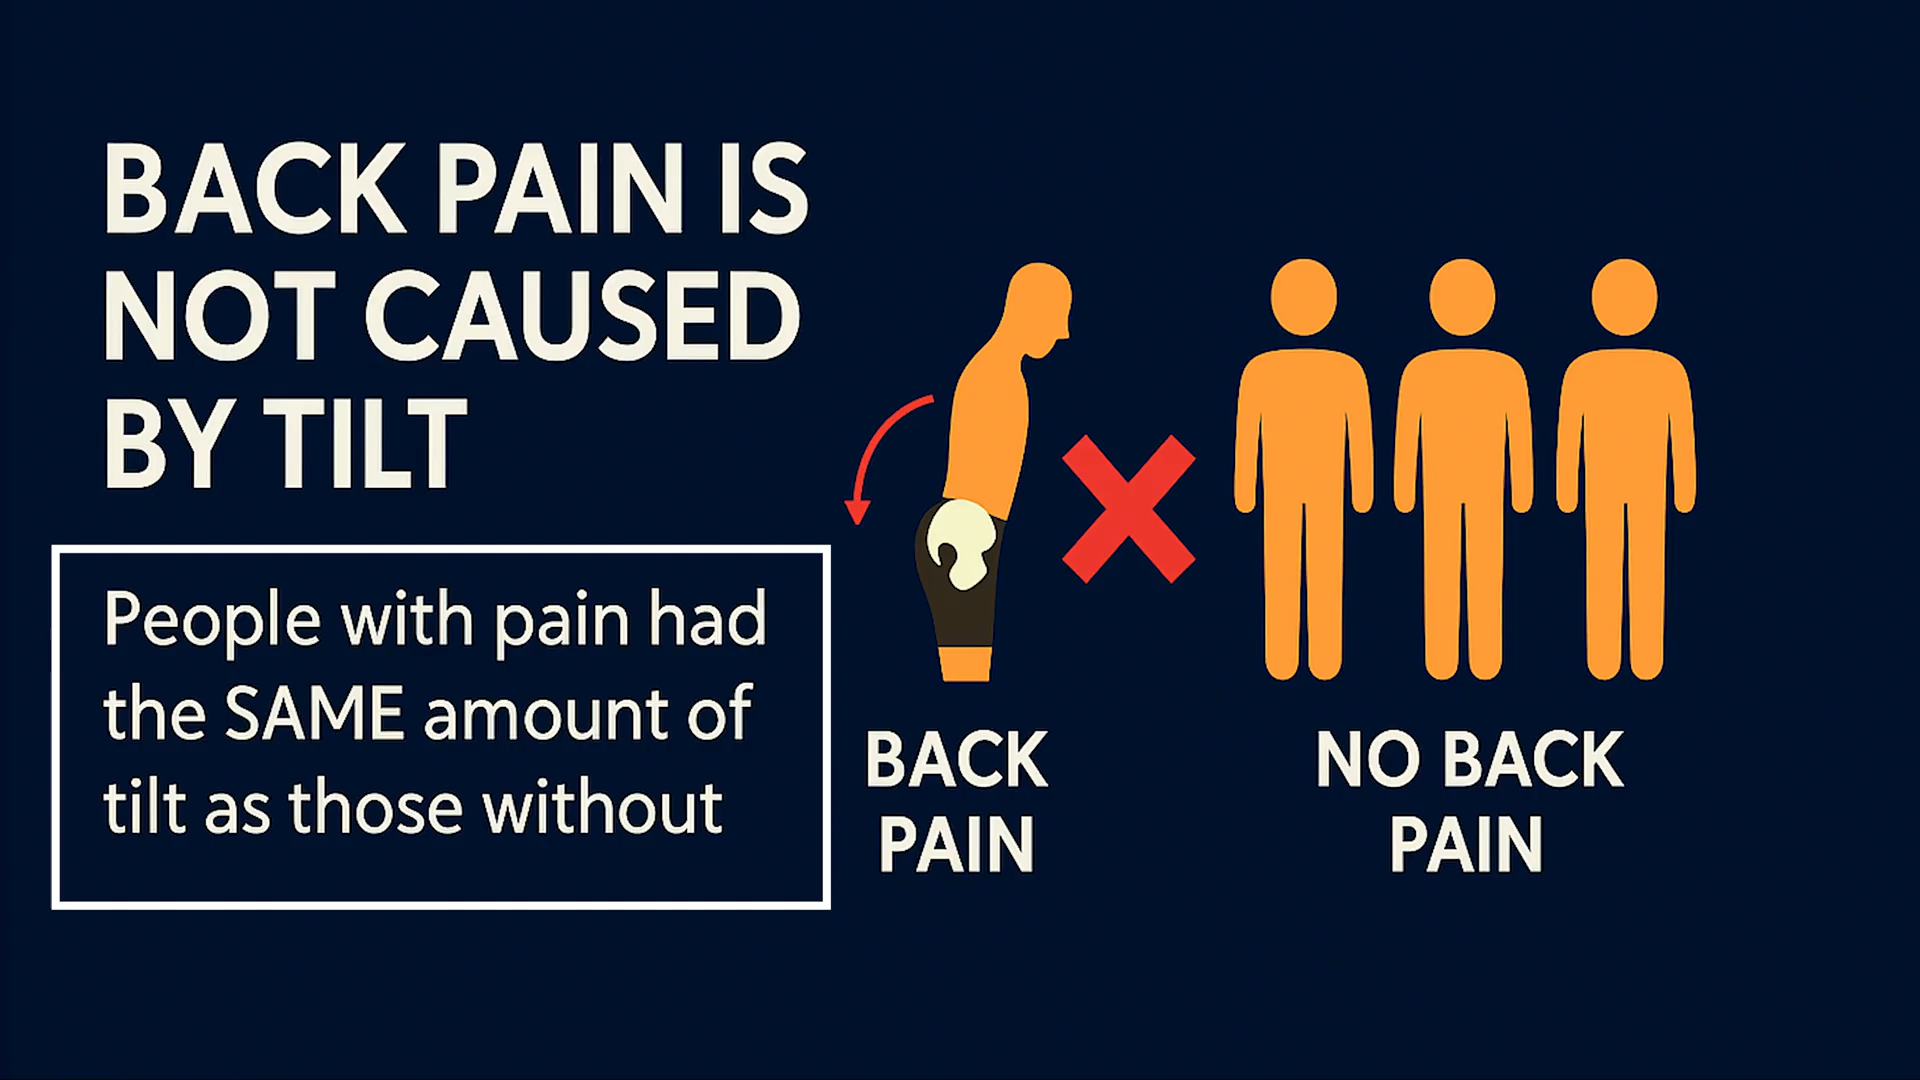 BACK PAIN IS
NOT CAUSED
BY TILT
People with pain had
the SAME amount of
tilt as those without
BACK
PAIN
NO BACK
PAIN